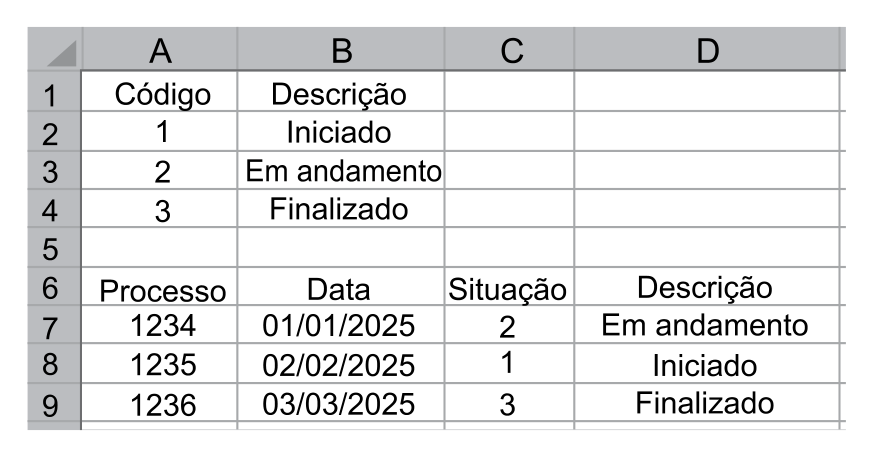 A B C D
1 Código Descrição
2 1 Iniciado
3 2 Em andamento
4 3 Finalizado
5
6 Processo Data Situação Descrição
7 1234 01/01/2025 2 Em andamento
8 1235 02/02/2025 1 Iniciado
9 1236 03/03/2025 3 Finalizado